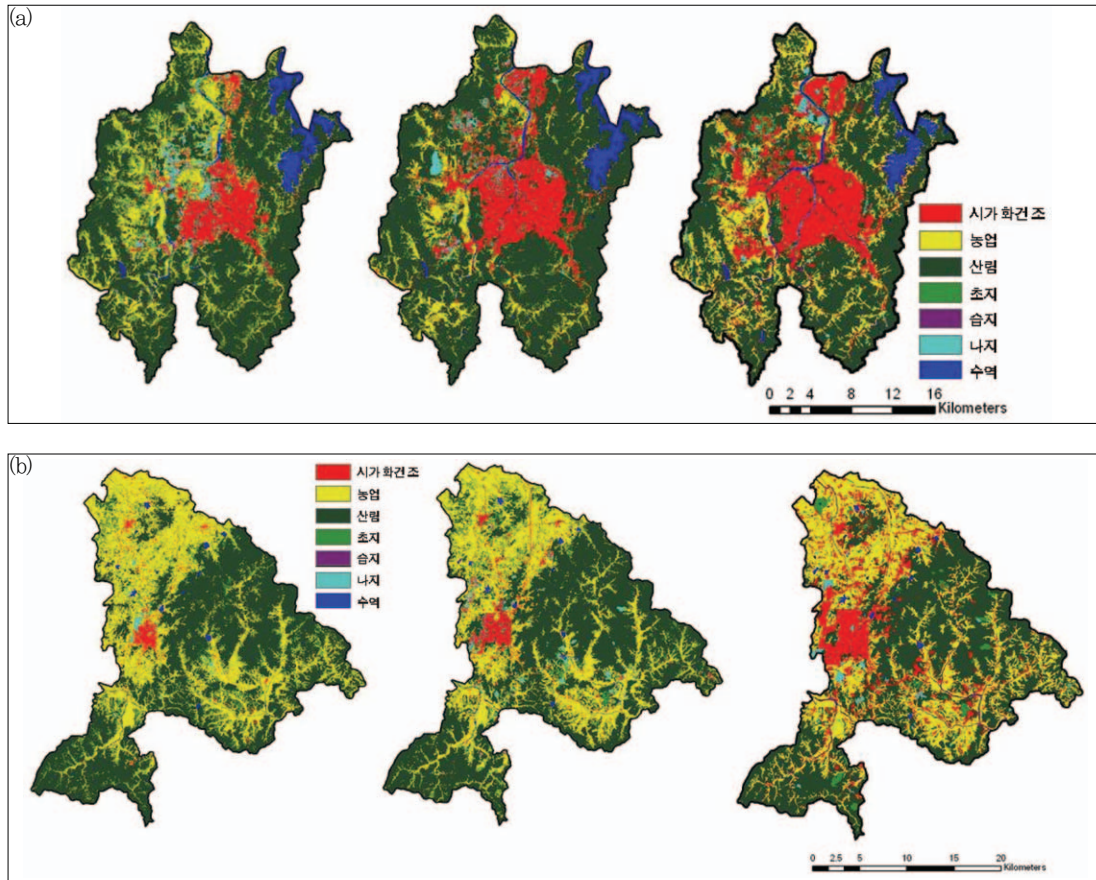 (a)
시가 화건 조
농업
산림
초지
습지
나지
수역
0 2 4 8 12 16
Kilometers
(b)
시가 화건 조
농업
산림
초지
습지
나지
수역
0 2.5 5 10 15 20
Kilometers